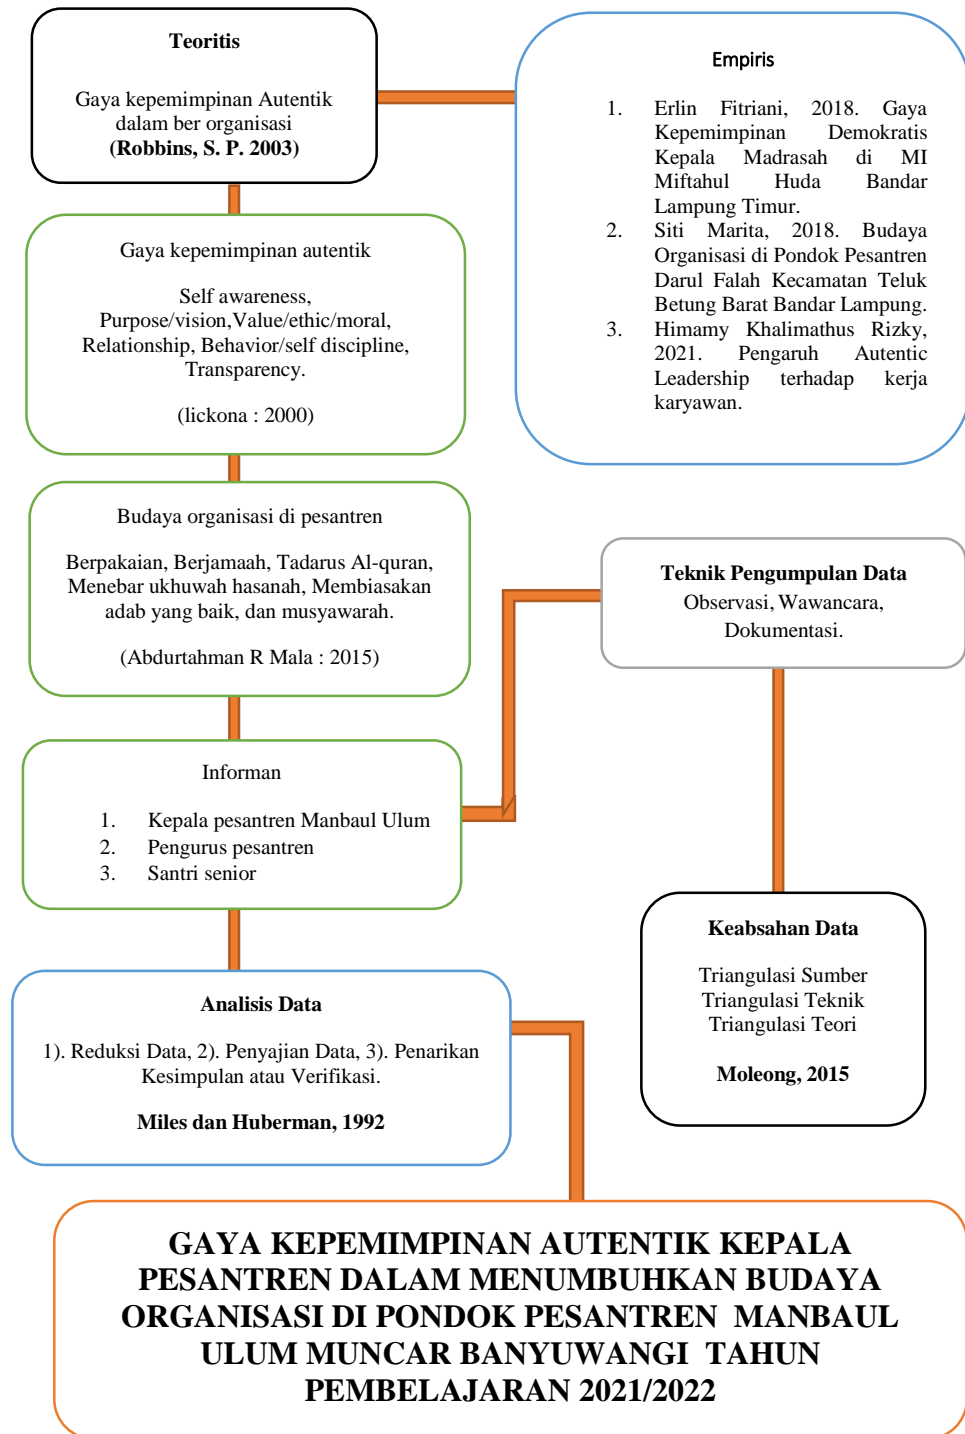 Teoritis
Gaya kepemimpinan Autentik
dalam ber organisasi
(Robbins, S. P. 2003)
Empiris
1. Erlin Fitriani, 2018. Gaya
Kepemimpinan Demokratis
Kepala Madrasah di MI
Miftahul Huda Bandar
Lampung Timur.
2. Siti Marita, 2018. Budaya
Organisasi di Pondok Pesantren
Darul Falah Kecamatan Teluk
Betung Barat Bandar Lampung.
3. Himamy Khalimathus Rizky,
2021. Pengaruh Autentic
Leadership terhadap kerja
karyawan.
Gaya kepemimpinan autentik
Self awareness,
Purpose/vision,Value/ethic/moral,
Relationship, Behavior/self discipline,
Transparency.
(lickona : 2000)
Budaya organisasi di pesantren
Berpakaian, Berjamaah, Tadarus Al-quran,
Menebar ukhuwah hasanah, Membiasakan
adab yang baik, dan musyawarah.
(Abdurtahman R Mala : 2015)
Teknik Pengumpulan Data
Observasi, Wawancara,
Dokumentasi.
Informan
1. Kepala pesantren Manbaul Ulum
2. Pengurus pesantren
3. Santri senior
Keabsahan Data
Triangulasi Sumber
Triangulasi Teknik
Triangulasi Teori
Moleong, 2015
Analisis Data
1). Reduksi Data, 2). Penyajian Data, 3). Penarikan
Kesimpulan atau Verifikasi.
Miles dan Huberman, 1992
GAYA KEPEMIMPINAN AUTENTIK KEPALA
PESANTREN DALAM MENUMBUHKAN BUDAYA
ORGANISASI DI PONDOK PESANTREN MANBAUL
ULUM MUNCAR BANYUWANGI TAHUN
PEMBELAJARAN 2021/2022